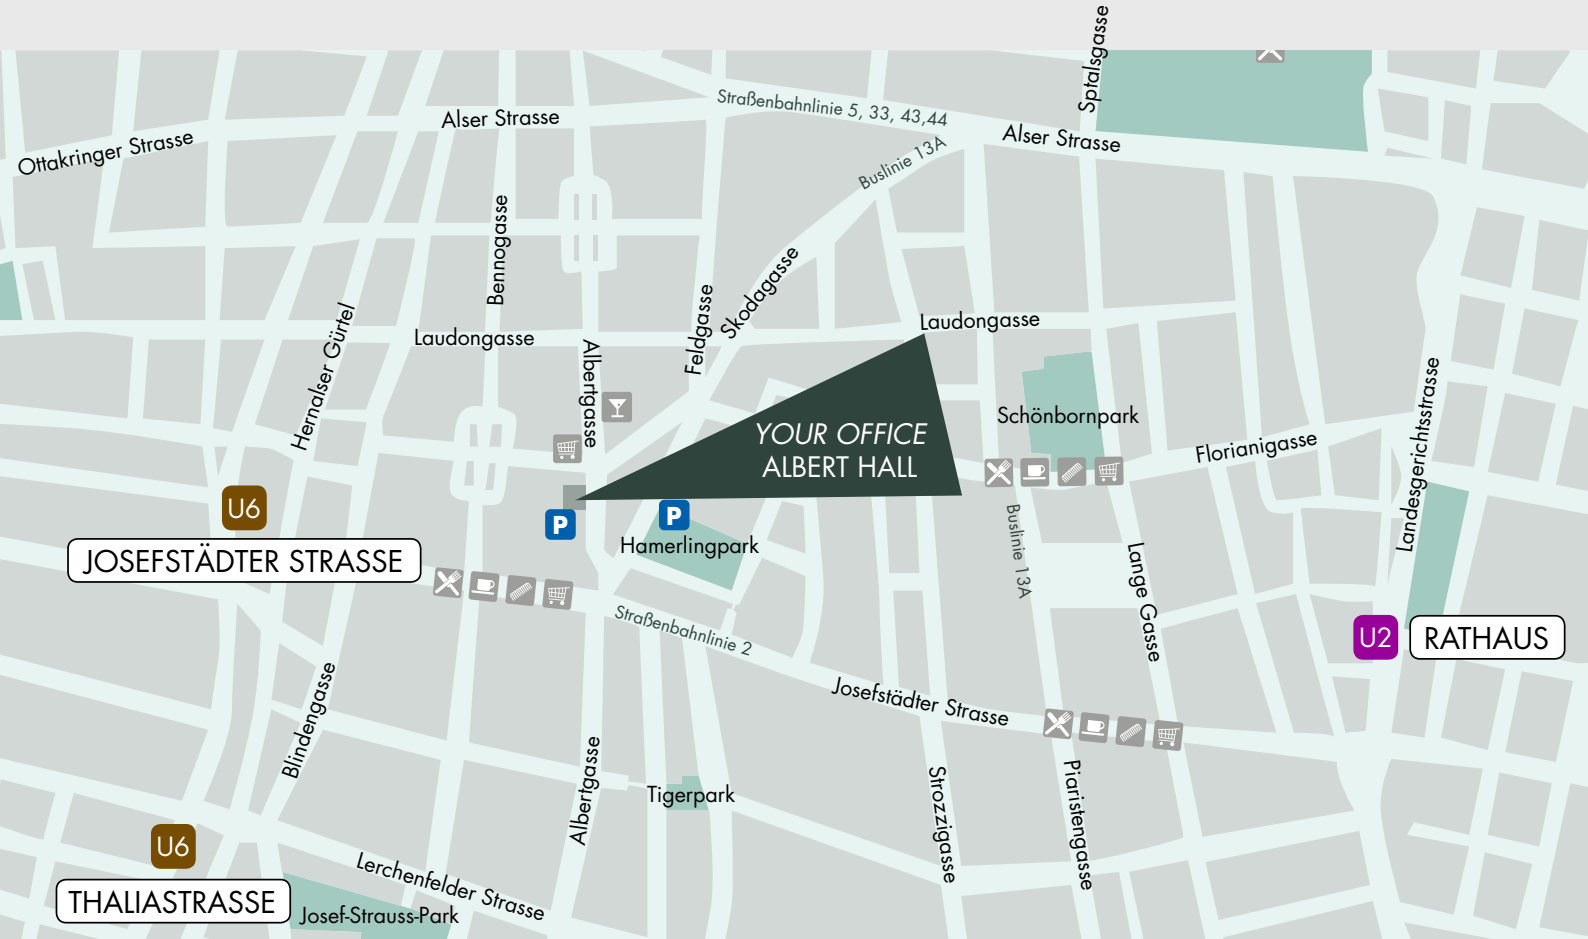 Sptalsgasse
Straßenbahnlinie 5, 33, 43,44
Alser Strasse
Alser Strasse
Ottakringer Strasse
Buslinie 13A
Bennogasse
Skodagasse
Feldgasse
Laudongasse
Laudongasse
Hernalser Gürtel
Albertgasse
Landesgerichtsstrasse
Schönbornpark
YOUR OFFICE
ALBERT HALL
Florianigasse
U6
JOSEFSTÄDTER STRASSE
P
P
Hamerlingpark
Buslinie 13A
Lange Gasse
Straßenbahnlinie 2
U2
RATHAUS
Blindengasse
Josefstädter Strasse
Albertgasse
Tigerpark
Strozzigasse
Piaristengasse
U6
THALIASTRASSE
Lerchenfelder Strasse
Josef-Strauss-Park